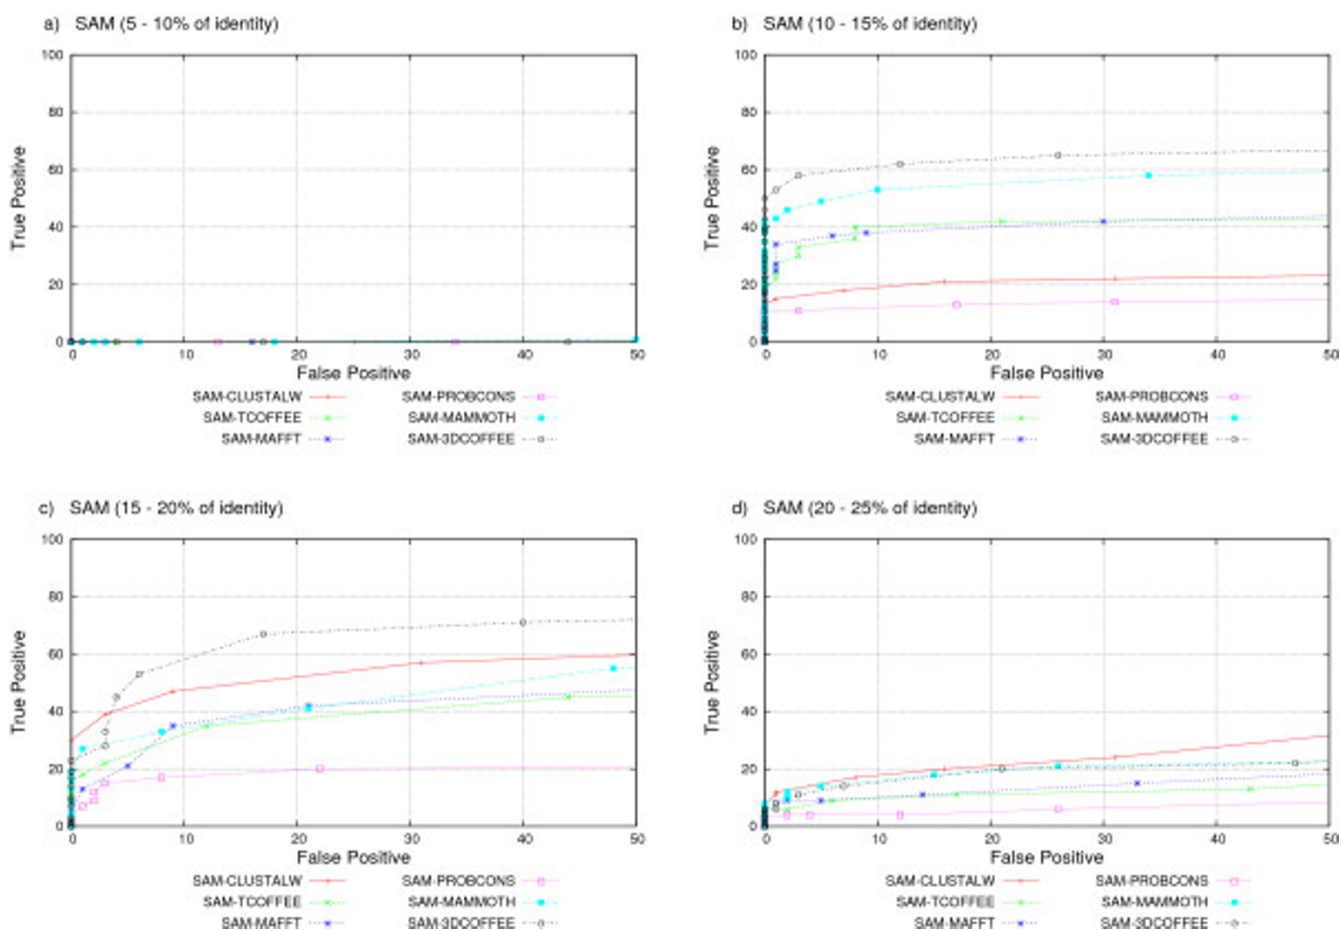 a) SAM (5 - 10% of identity)
True Positive
100
80
60
40
20
0
0 10 20 30 40 50
False Positive
SAM-CLUSTALW SAM-PROBCONS
SAM-TCOFFEE SAM-MAMMOTH
SAM-MAFFT SAM-3DCOFFEE
b) SAM (10 - 15% of identity)
True Positive
100
80
60
40
20
0
0 10 20 30 40 50
False Positive
SAM-CLUSTALW SAM-PROBCONS
SAM-TCOFFEE SAM-MAMMOTH
SAM-MAFFT SAM-3DCOFFEE
c) SAM (15 - 20% of identity)
True Positive
100
80
60
40
20
0
0 10 20 30 40 50
False Positive
SAM-CLUSTALW SAM-PROBCONS
SAM-TCOFFEE SAM-MAMMOTH
SAM-MAFFT SAM-3DCOFFEE
d) SAM (20 - 25% of identity)
True Positive
100
80
60
40
20
0
0 10 20 30 40 50
False Positive
SAM-CLUSTALW SAM-PROBCONS
SAM-TCOFFEE SAM-MAMMOTH
SAM-MAFFT SAM-3DCOFFEE